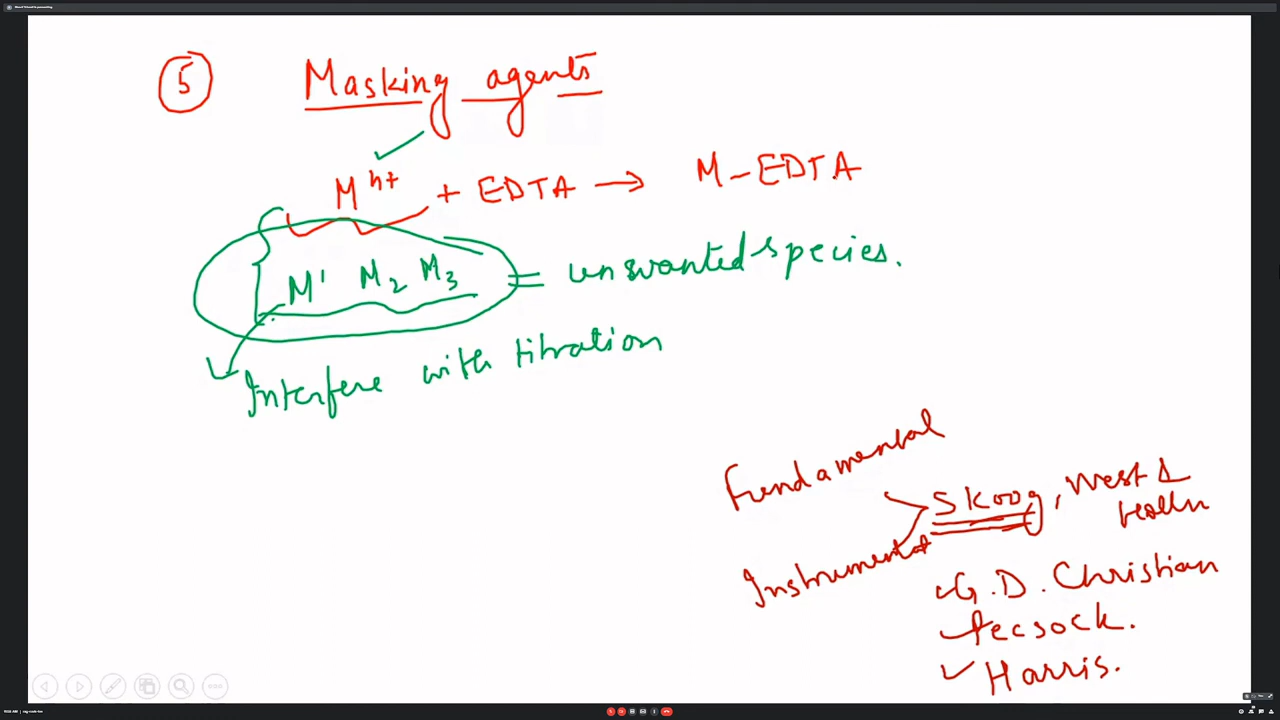 5 Masking agents
M^n+ + EDTA → M-EDTA
M' M2 M3 = unwanted species.
Interfere with titration
Fundamental
Skoog, West &
Instrumental
G.D. Christian
Pecsock.
Harris.